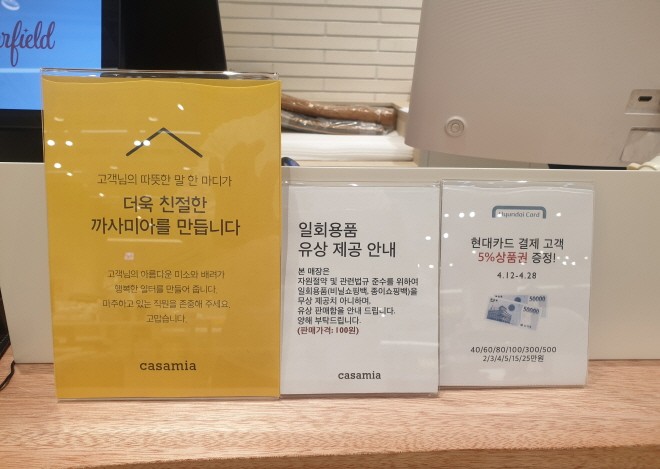 rfield
고객님의 따뜻한 말 한 마디가
더욱 친절한
까사미아를 만듭니다
고객님의 아름다운 미소와 배려가
행복한 일터를 만들어 줍니다.
마주하고 있는 직원을 존중해 주세요.
고맙습니다.
casamia
일회용품
유상 제공 안내
본 매장은
자원절약 및 관련법규 준수를 위하여
일회용품(비닐쇼핑백, 종이쇼핑백)을
무상 제공치 아니하며,
유상 판매함을 안내 드립니다.
양해 부탁드립니다.
(판매가격: 100원)
casamia
Hyundai Card
현대카드 결제 고객
5%상품권 증정!
4.12-4.28
50000
50000
40/60/80/100/300/500
2/3/4/5/15/25만원